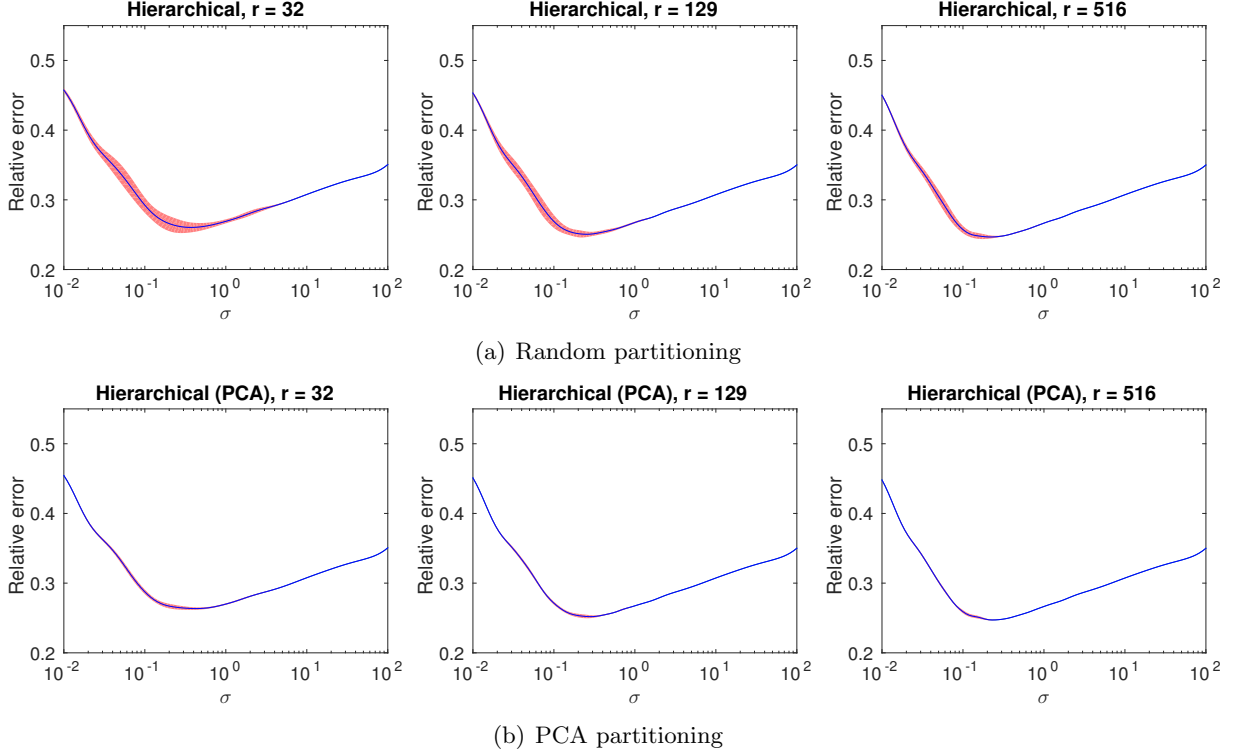 Hierarchical, r = 32
Hierarchical, r = 129
Hierarchical, r = 516
Relative error
0.5
0.4
0.3
0.2
10^-2 10^-1 10^0 10^1 10^2
σ
Relative error
0.5
0.4
0.3
0.2
10^-2 10^-1 10^0 10^1 10^2
σ
Relative error
0.5
0.4
0.3
0.2
10^-2 10^-1 10^0 10^1 10^2
σ
(a) Random partitioning
Hierarchical (PCA), r = 32
Hierarchical (PCA), r = 129
Hierarchical (PCA), r = 516
Relative error
0.5
0.4
0.3
0.2
10^-2 10^-1 10^0 10^1 10^2
σ
Relative error
0.5
0.4
0.3
0.2
10^-2 10^-1 10^0 10^1 10^2
σ
Relative error
0.5
0.4
0.3
0.2
10^-2 10^-1 10^0 10^1 10^2
σ
(b) PCA partitioning